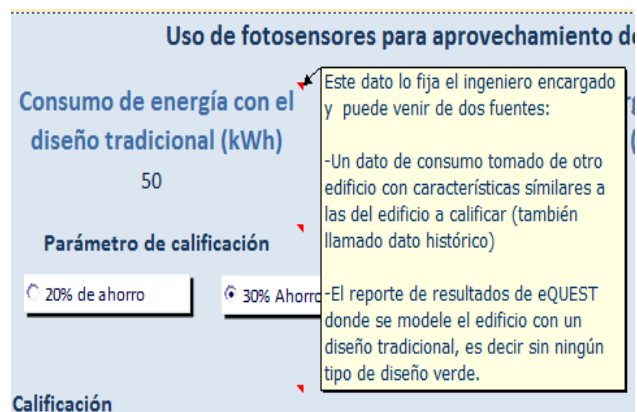 Uso de fotosensores para aprovechamiento d
Consumo de energía con el
diseño tradicional (kWh)
50
Este dato lo fija el ingeniero encargado
y puede venir de dos fuentes:
-Un dato de consumo tomado de otro
edificio con características símilares a
las del edificio a calificar (también
llamado dato histórico)
-El reporte de resultados de eQUEST
donde se modele el edificio con un
diseño tradicional, es decir sin ningún
tipo de diseño verde.
Parámetro de calificación
20% de ahorro
30% Ahorro
Calificación